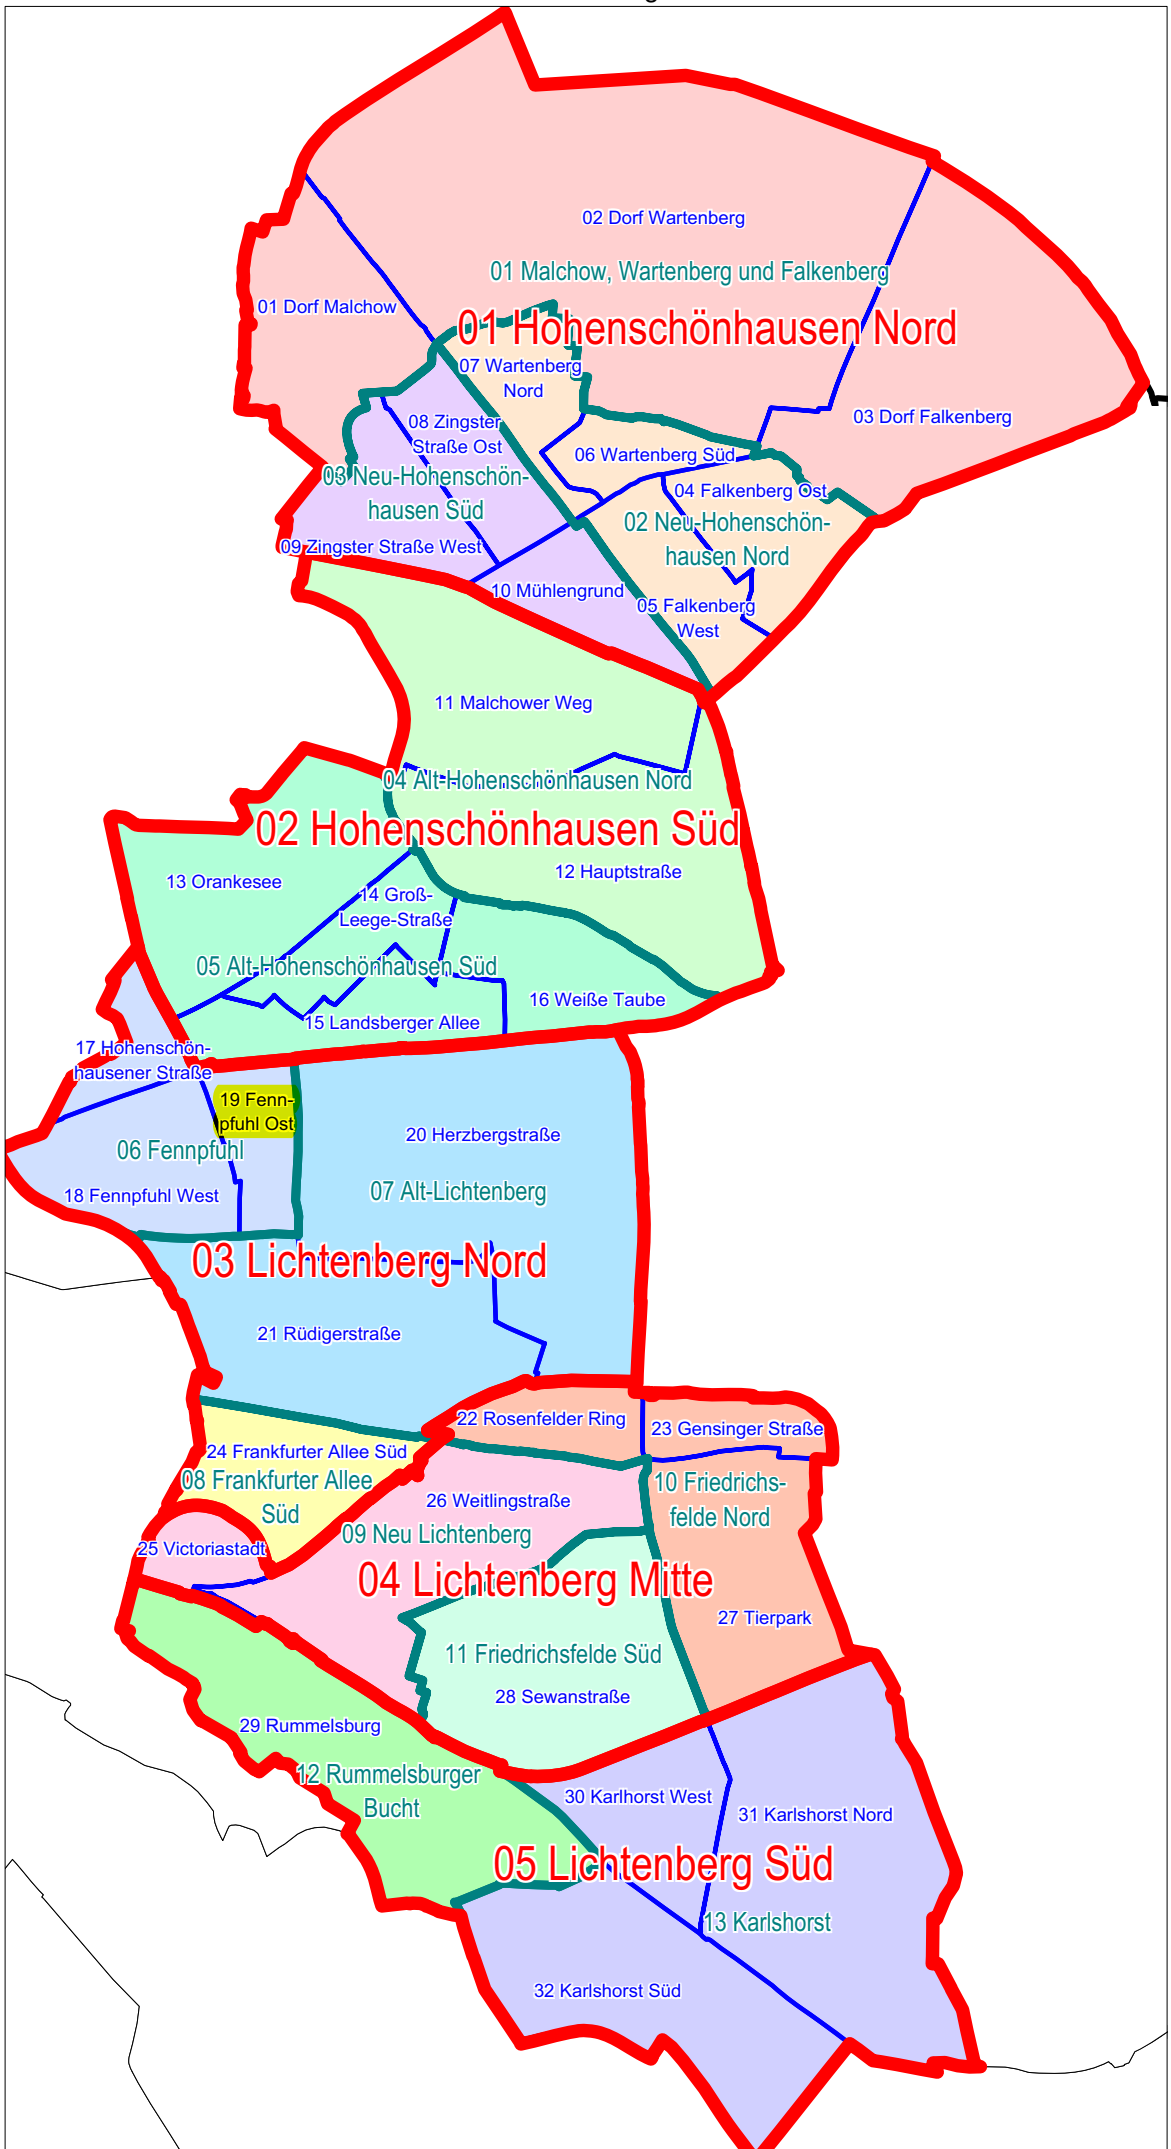 02 Dorf Wartenberg
01 Malchow, Wartenberg und Falkenberg
01 Dorf Malchow
01 Hohenschönhausen Nord
07 Wartenberg
Nord
03 Dorf Falkenberg
08 Zingster
Straße Ost
06 Wartenberg Süd
03 Neu-Hohenschön-
hausen Süd
04 Falkenberg Ost
02 Neu-Hohenschön-
hausen Nord
09 Zingster Straße West
10 Mühlengrund
05 Falkenberg
West
11 Malchower Weg
04 Alt-Hohenschönhausen Nord
02 Hohenschönhausen Süd
12 Hauptstraße
13 Orankesee
14 Groß-
Leege-Straße
05 Alt-Hohenschönhausen Süd
16 Weiße Taube
15 Landsberger Allee
17 Hohenschön-
hausener Straße
19 Fenn-
pfuhl Ost
20 Herzbergstraße
06 Fennpfuhl
18 Fennpfuhl West
07 Alt-Lichtenberg
03 Lichtenberg Nord
21 Rüdigerstraße
22 Rosenfelder Ring
23 Gensinger Straße
24 Frankfurter Allee Süd
08 Frankfurter Allee
Süd
10 Friedrichs-
felde Nord
26 Weitlingstraße
09 Neu Lichtenberg
25 Victoriastadt
04 Lichtenberg Mitte
27 Tierpark
11 Friedrichsfelde Süd
28 Sewanstraße
29 Rummelsburg
12 Rummelsburger
Bucht
30 Karlhorst West
31 Karlshorst Nord
05 Lichtenberg Süd
13 Karlshorst
32 Karlshorst Süd